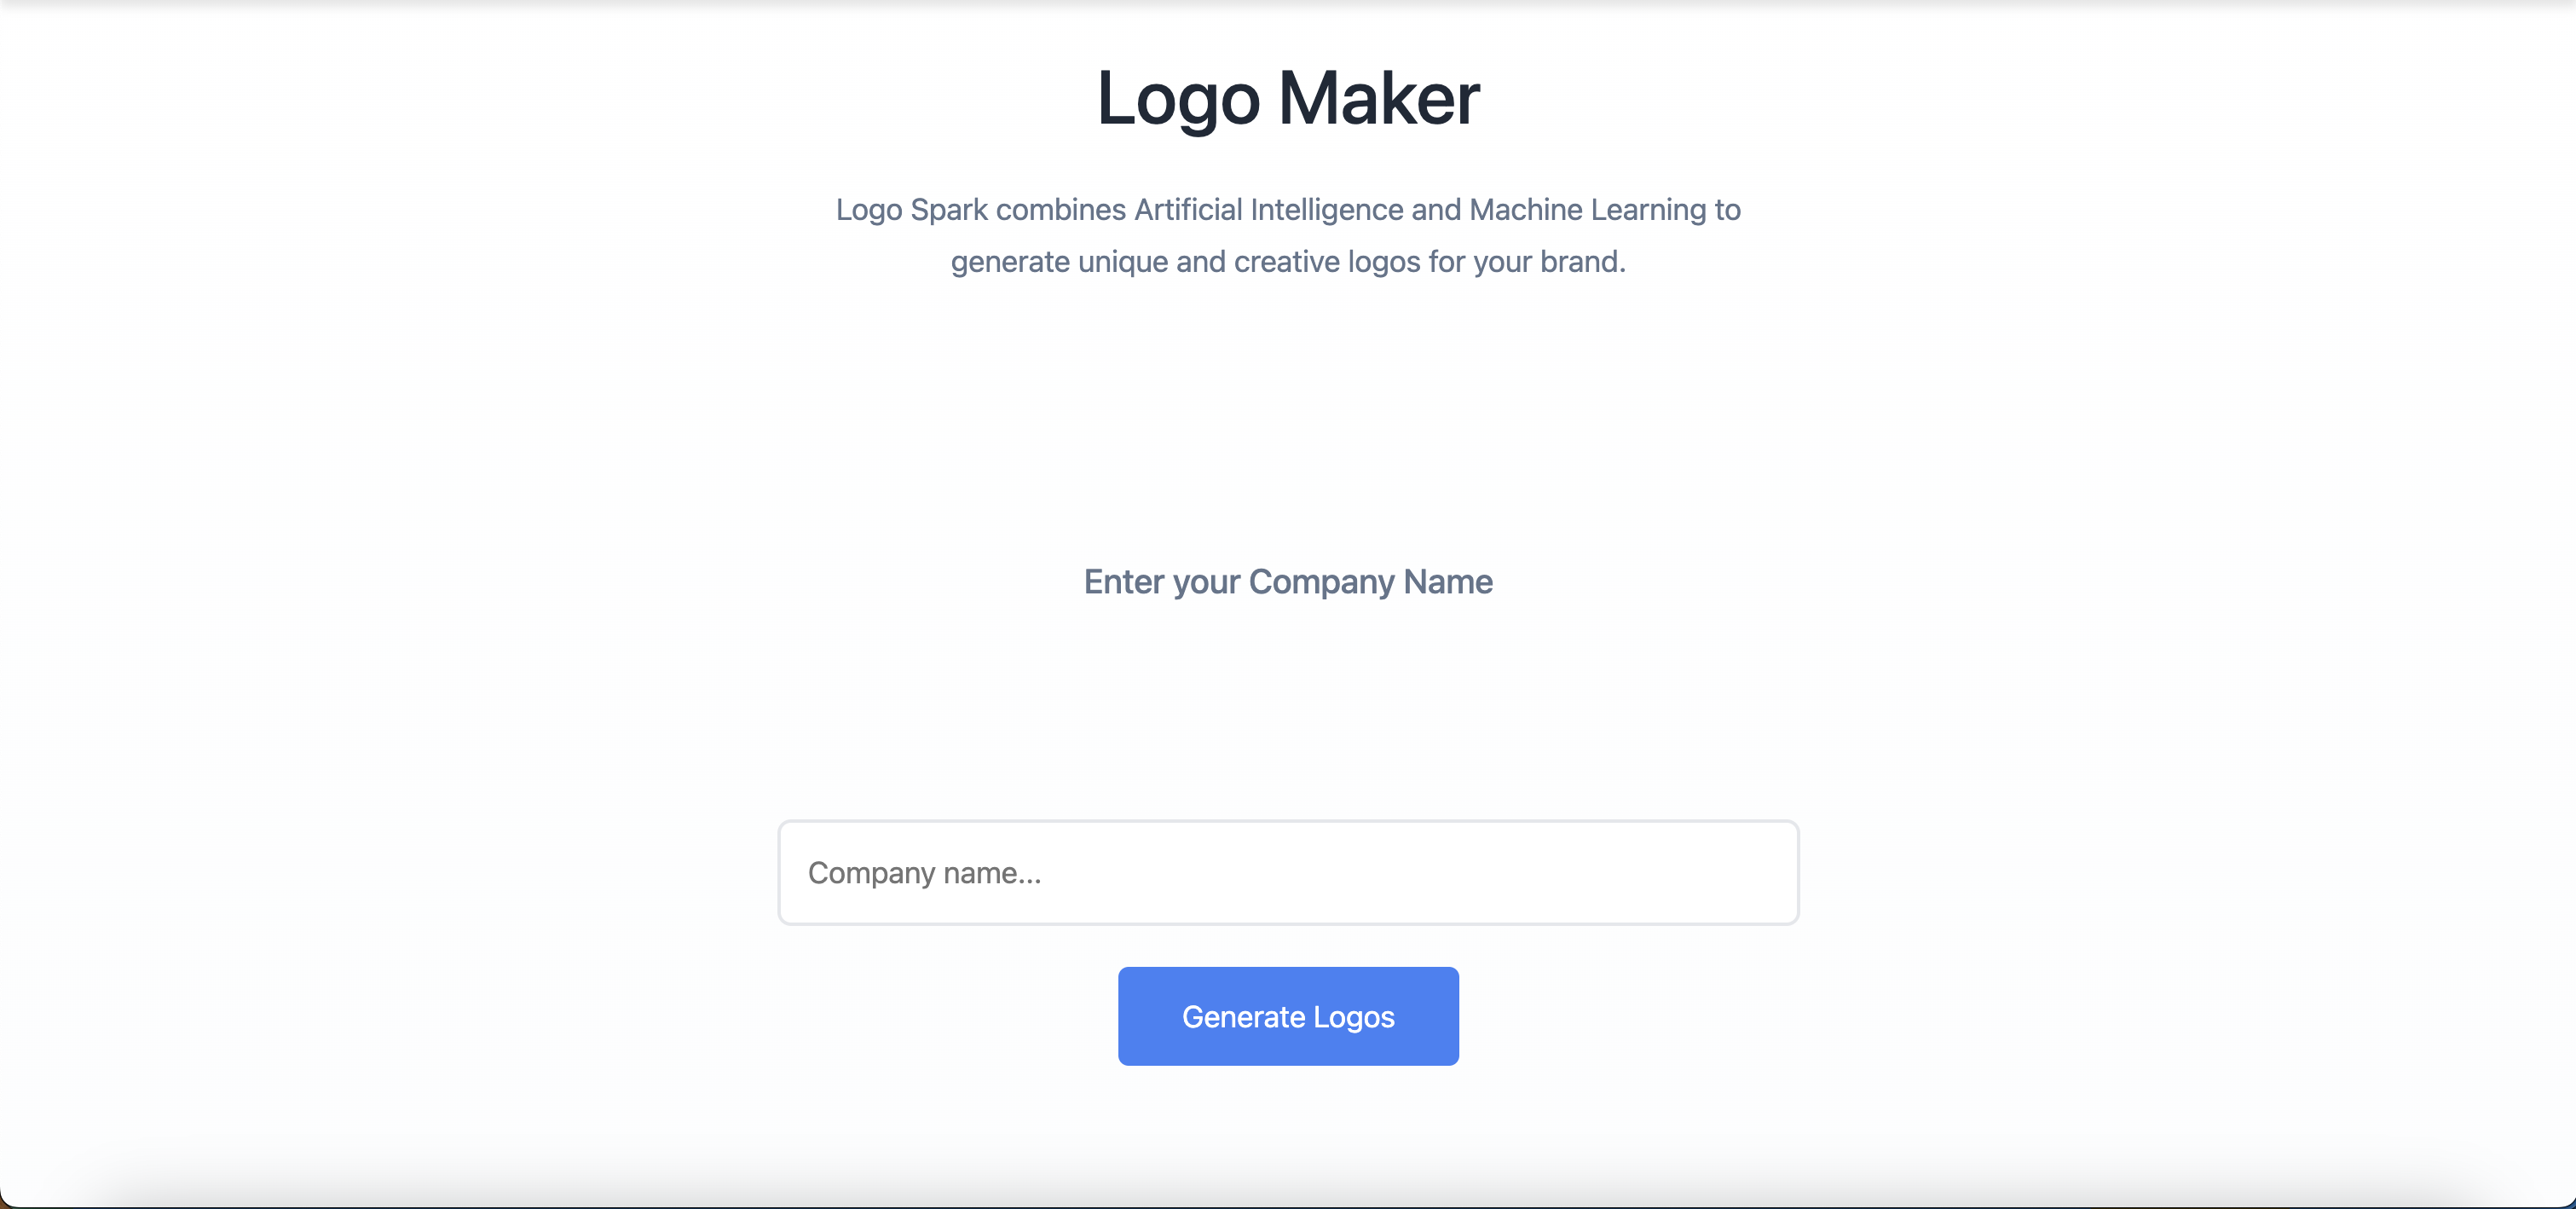 Logo Maker
Logo Spark combines Artificial Intelligence and Machine Learning to
generate unique and creative logos for your brand.
Enter your Company Name
Company name...
Generate Logos